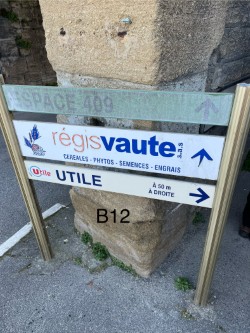 ESPACE 409
régisvaute s.a.s
CEREALES - PHYTOS - SEMENCES - ENGRAIS
Utile UTILE À 50 m À DROITE
B12